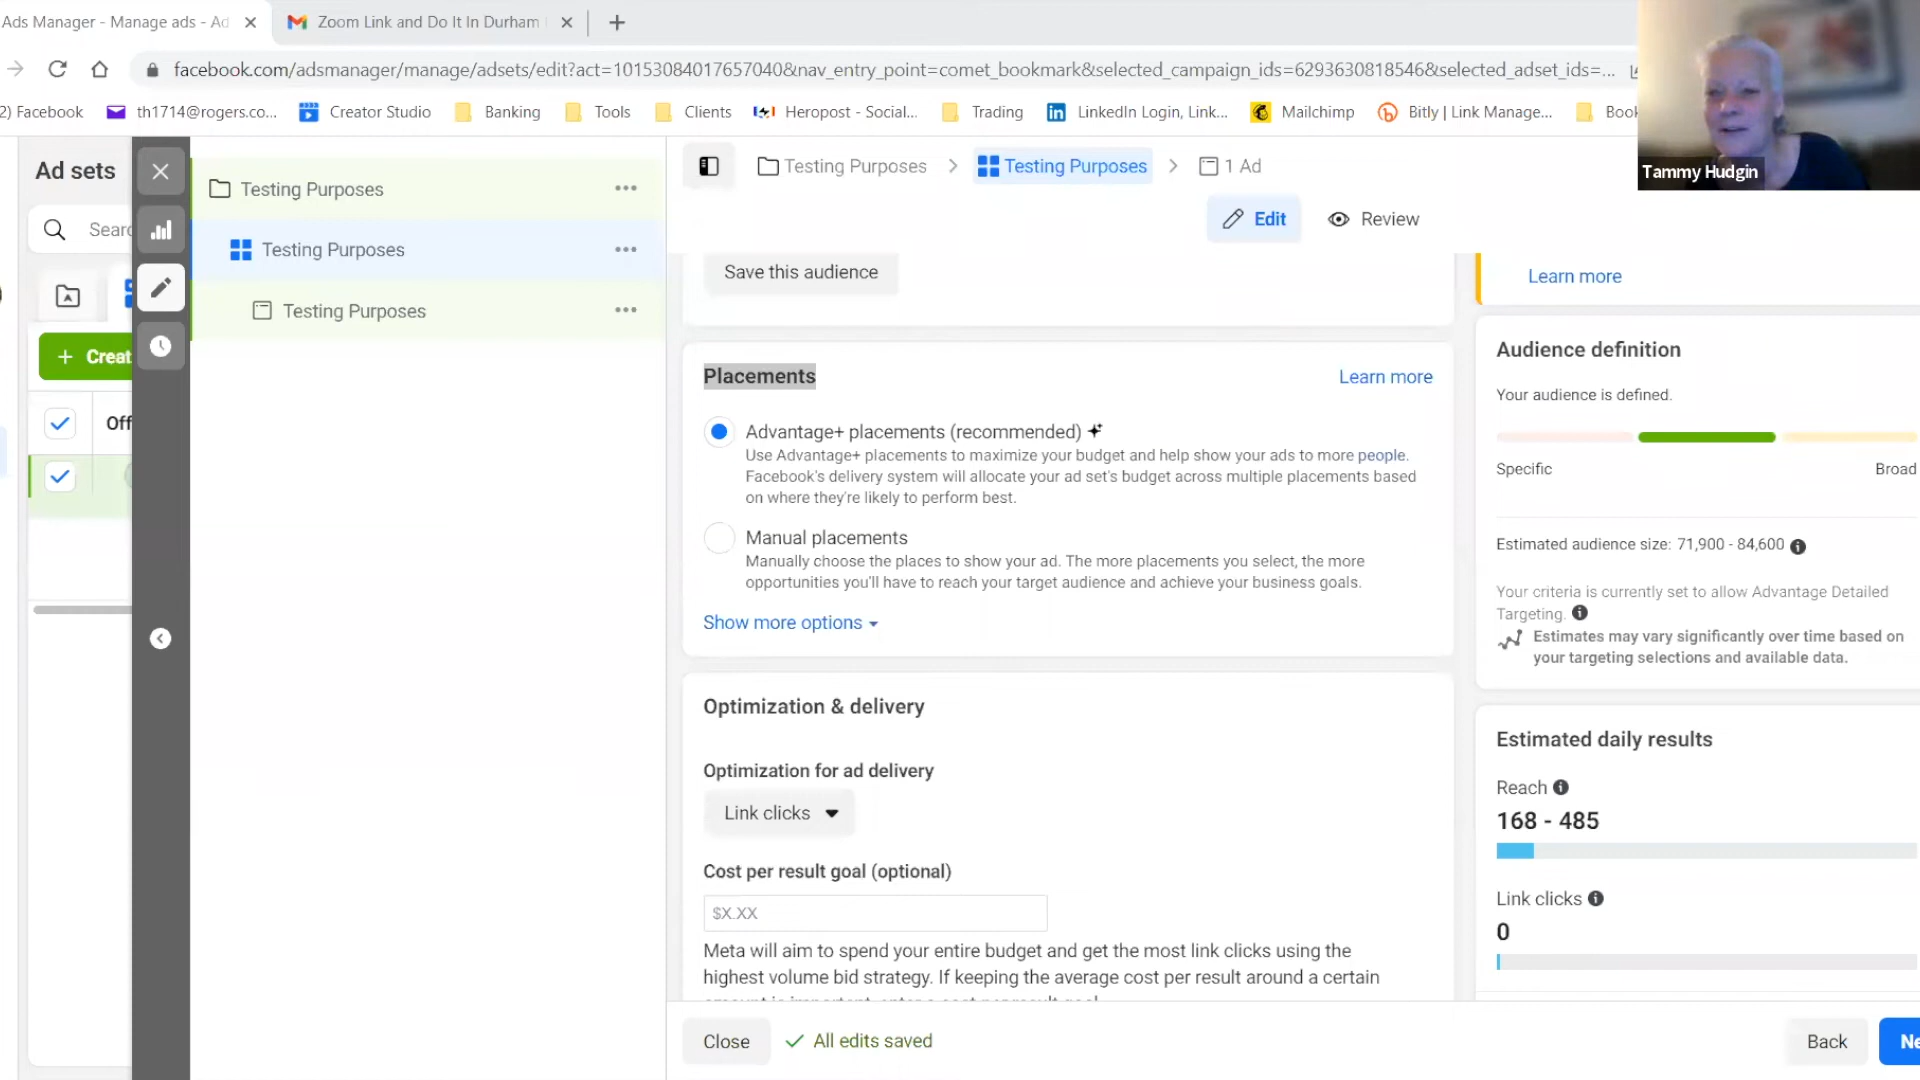 Ads Manager - Manage ads - Ad
Zoom Link and Do It In Durham
facebook.com/adsmanager/manage/adsets/edit?act=10153084017657040&nav_entry_point=comet_bookmark&selected_campaign_ids=6293630818546&selected_adset_ids=...
2) Facebook
th1714@rogers.co...
Creator Studio
Banking
Tools
Clients
Heropost - Social...
Trading
LinkedIn Login, Link...
Mailchimp
Bitly | Link Manage...
Book
Tammy Hudgin
Ad sets
Testing Purposes
Testing Purposes
Testing Purposes
Searc
+ Creat
Off
Testing Purposes > Testing Purposes > 1 Ad
Edit
Review
Save this audience
Placements
Learn more
Advantage+ placements (recommended)
Use Advantage+ placements to maximize your budget and help show your ads to more people.
Facebook's delivery system will allocate your ad set's budget across multiple placements based
on where they're likely to perform best.
Manual placements
Manually choose the places to show your ad. The more placements you select, the more
opportunities you'll have to reach your target audience and achieve your business goals.
Show more options
Optimization & delivery
Optimization for ad delivery
Link clicks
Cost per result goal (optional)
$X.XX
Meta will aim to spend your entire budget and get the most link clicks using the
highest volume bid strategy. If keeping the average cost per result around a certain
Learn more
Audience definition
Your audience is defined.
Specific
Broad
Estimated audience size: 71,900 - 84,600
Your criteria is currently set to allow Advantage Detailed
Targeting.
Estimates may vary significantly over time based on
your targeting selections and available data.
Estimated daily results
Reach
168 - 485
Link clicks
0
Close
All edits saved
Back
Ne